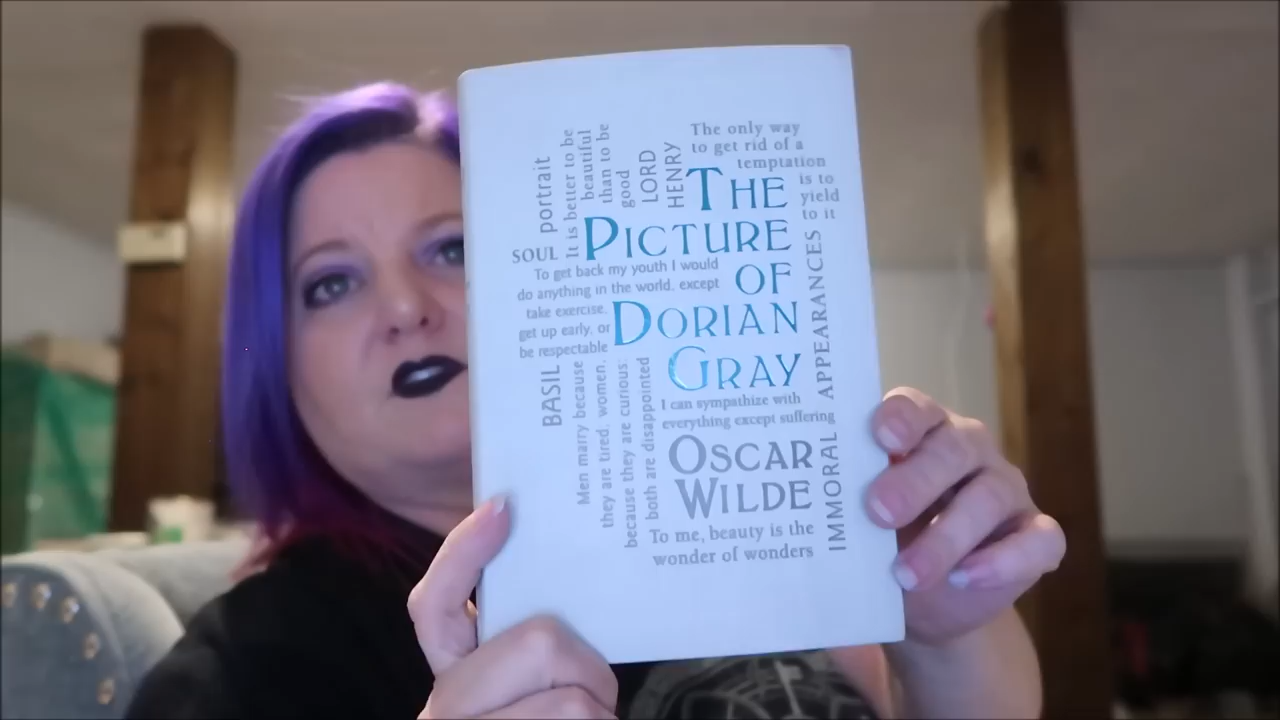 portrait
It is better to be
beautiful
than to be
good
LORD
HENRY
The only way
to get rid of a
temptation
is to
yield
to it
SOUL
THE
PICTURE
OF
DORIAN
GRAY
To get back my youth I would
do anything in the world, except
take exercise,
get up early, or
be respectable
APPEARANCES
BASIL
Men marry because
they are tired, women,
because they are curious:
both are disappointed
I can sympathize with
everything except suffering
OSCAR
WILDE
IMMORAL
To me, beauty is the
wonder of wonders